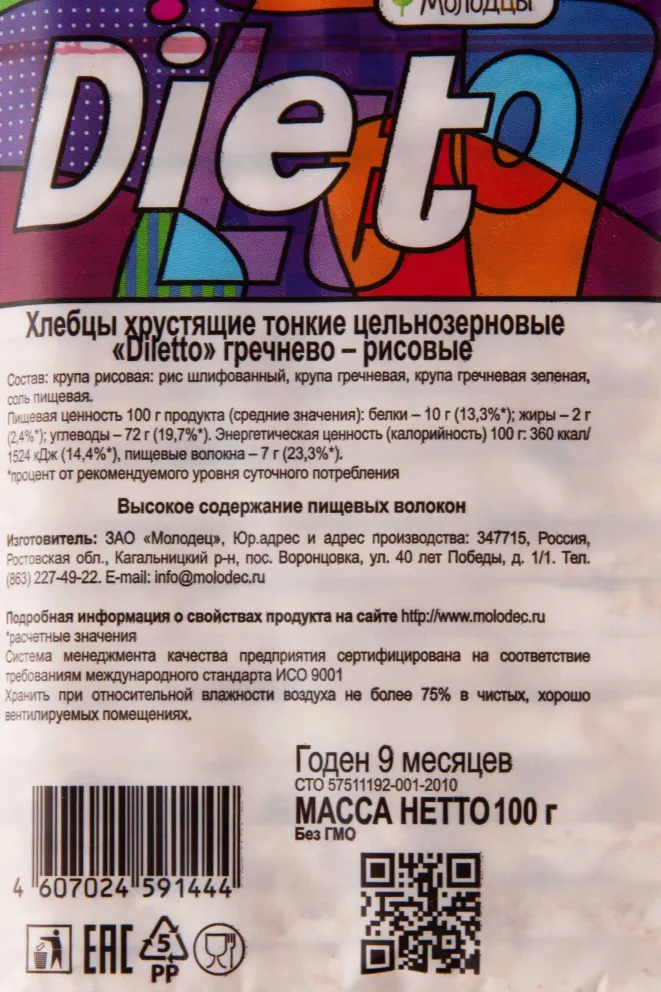 Молодцы
Diletto
Хлебцы хрустящие тонкие цельнозерновые
«Diletto» гречнево – рисовые
Состав: крупа рисовая: рис шлифованный, крупа гречневая, крупа гречневая зеленая,
соль пищевая.
Пищевая ценность 100 г продукта (средние значения): белки – 10 г (13,3%*); жиры – 2 г
(2,4%*); углеводы – 72 г (19,7%*). Энергетическая ценность (калорийность) 100 г: 360 ккал/
1524 кДж (14,4%*), пищевые волокна – 7 г (23,3%*).
*процент от рекомендуемого уровня суточного потребления
Высокое содержание пищевых волокон
Изготовитель: ЗАО «Молодец», Юр.адрес и адрес производства: 347715, Россия,
Ростовская обл., Кагальницкий р-н, пос. Воронцовка, ул. 40 лет Победы, д. 1/1. Тел.
(863) 227-49-22. E-mail: info@molodec.ru
Подробная информация о свойствах продукта на сайте http://www.molodec.ru
*расчетные значения
Система менеджмента качества предприятия сертифицирована на соответствие
требованиям международного стандарта ИСО 9001
Хранить при относительной влажности воздуха не более 75% в чистых, хорошо
вентилируемых помещениях.
Годен 9 месяцев
СТО 57511192-001-2010
МАССА НЕТТО 100 г
Без ГМО
4 607024 591444
ЕАС
5
PP